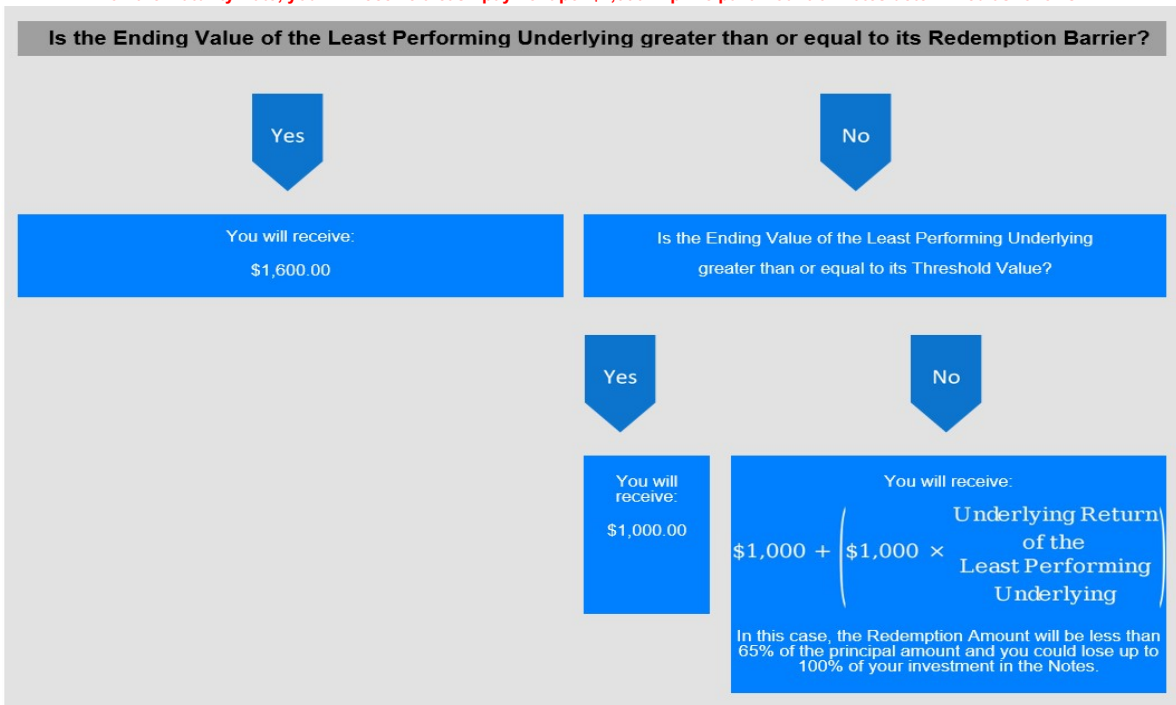 Is the Ending Value of the Least Performing Underlying greater than or equal to its Redemption Barrier?
Yes
No
You will receive:
$1,600.00
Is the Ending Value of the Least Performing Underlying
greater than or equal to its Threshold Value?
Yes
No
You will
receive:
$1,000.00
You will receive:
$1,000 + ($1,000 × Underlying Return
of the
Least Performing
Underlying)
In this case, the Redemption Amount will be less than
65% of the principal amount and you could lose up to
100% of your investment in the Notes.